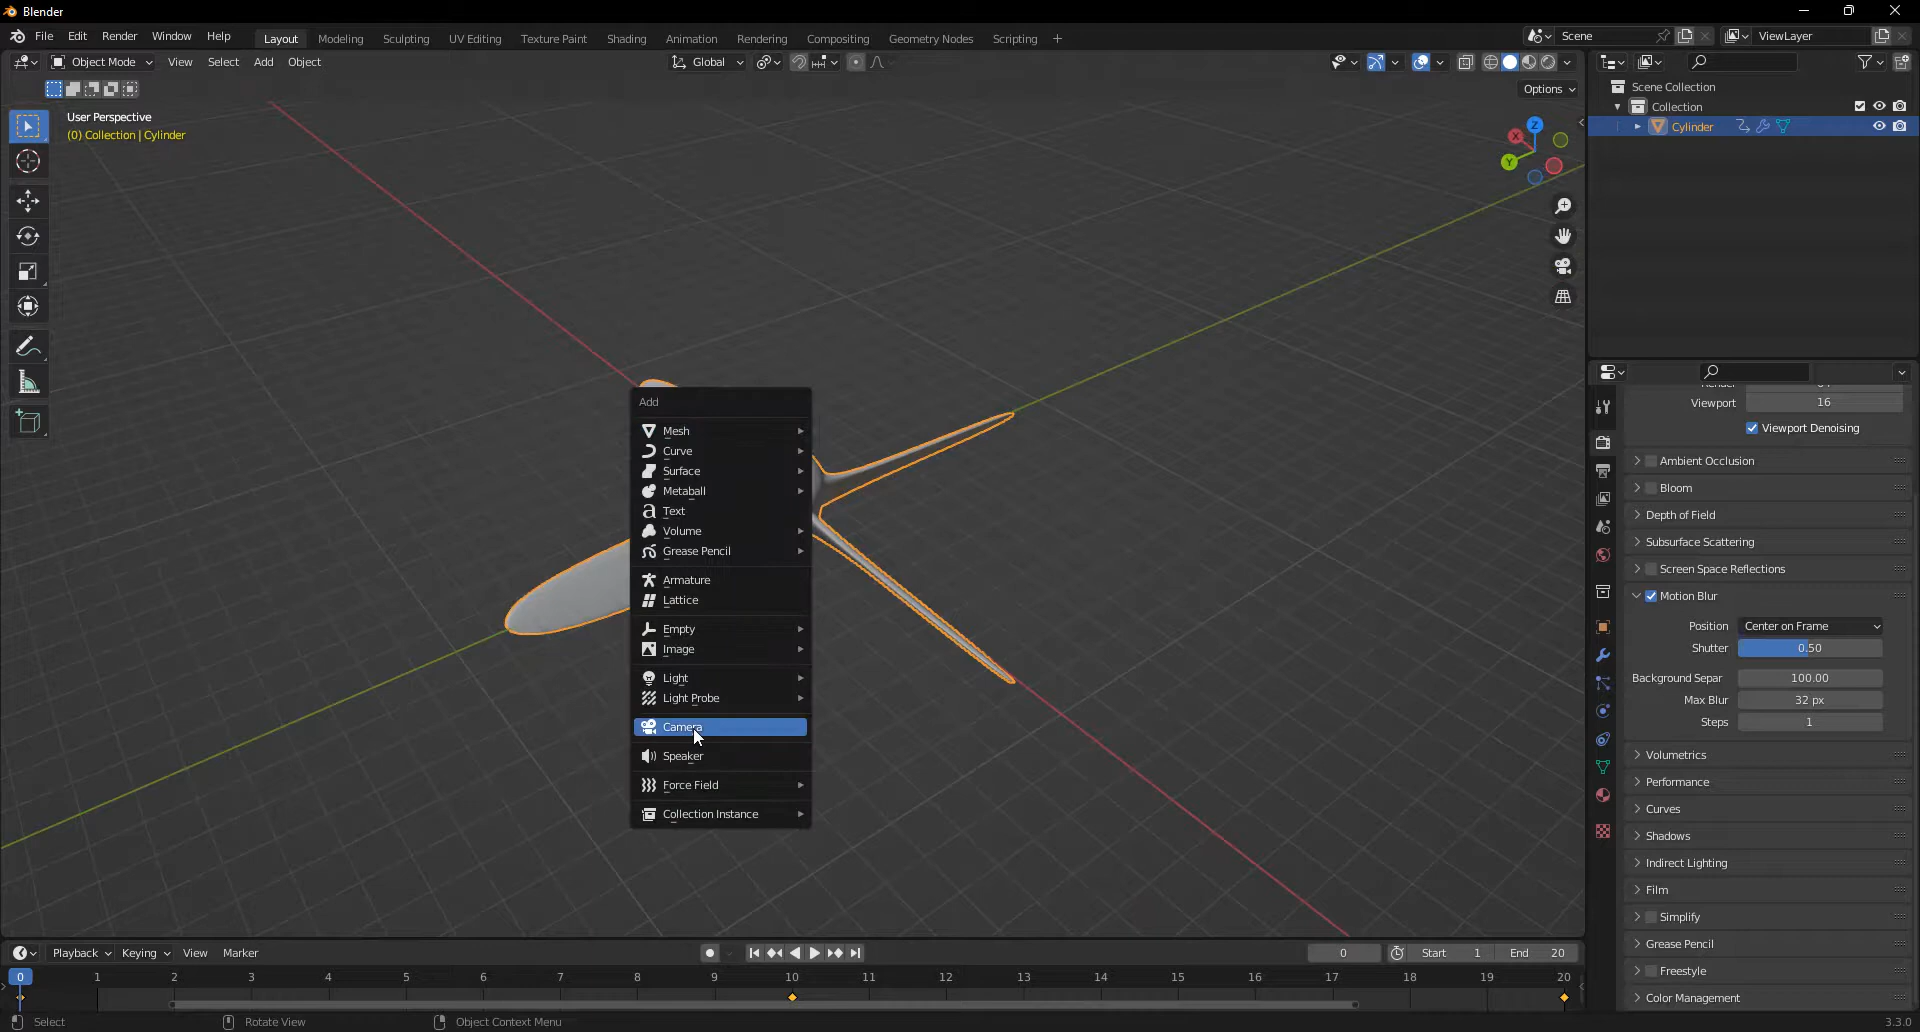 Blender
File Edit Render Window Help
Layout Modeling Sculpting UV Editing Texture Paint Shading Animation Rendering Compositing Geometry Nodes Scripting +
Scene
ViewLayer
Object Mode View Select Add Object
Global
Options
User Perspective
(0) Collection | Cylinder
Z
X
Y
Scene Collection
Collection
Cylinder
Add
Mesh
Curve
Surface
Metaball
Text
Volume
Grease Pencil
Armature
Lattice
Empty
Image
Light
Light Probe
Camera
Speaker
Force Field
Collection Instance
Viewport 16
Viewport Denoising
Ambient Occlusion
Bloom
Depth of Field
Subsurface Scattering
Screen Space Reflections
Motion Blur
Position Center on Frame
Shutter 0.50
Background Separ 100.00
Max Blur 32 px
Steps 1
Volumetrics
Performance
Curves
Shadows
Indirect Lighting
Film
Simplify
Grease Pencil
Freestyle
Color Management
Playback Keying View Marker
0
Start 1 End 20
0 1 2 3 4 5 6 7 8 9 10 11 12 13 14 15 16 17 18 19 20
Select Rotate View Object Context Menu
3.3.0